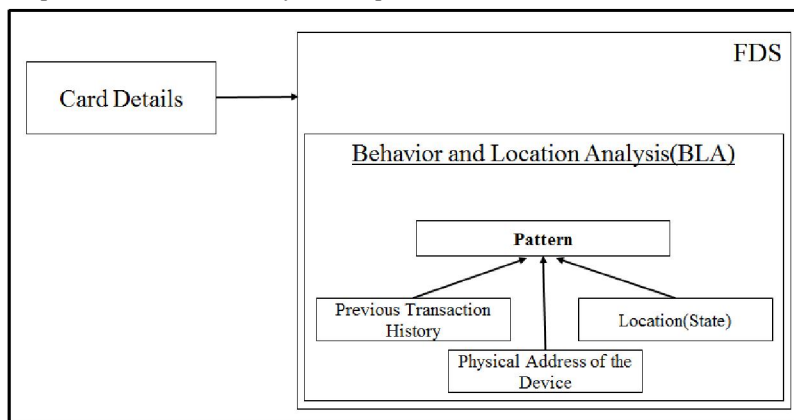 FDS
Card Details
Behavior and Location Analysis(BLA)
Pattern
Previous Transaction
History
Location(State)
Physical Address of the
Device